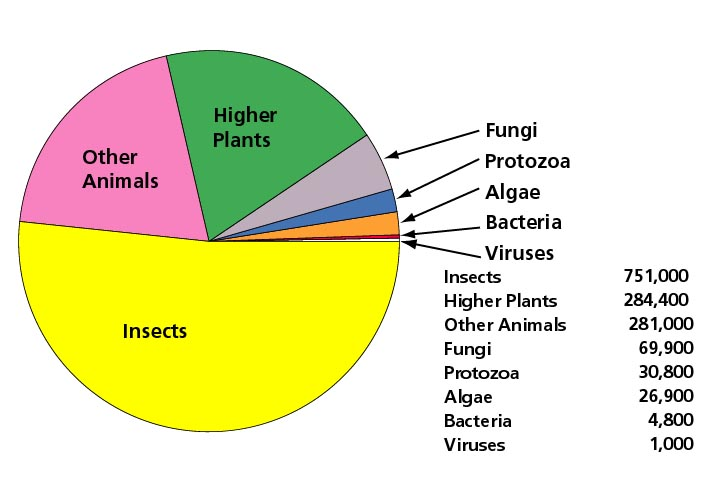 Higher
Plants
Other
Animals
Insects
Fungi
Protozoa
Algae
Bacteria
Viruses
Insects 751,000
Higher Plants 284,400
Other Animals 281,000
Fungi 69,900
Protozoa 30,800
Algae 26,900
Bacteria 4,800
Viruses 1,000